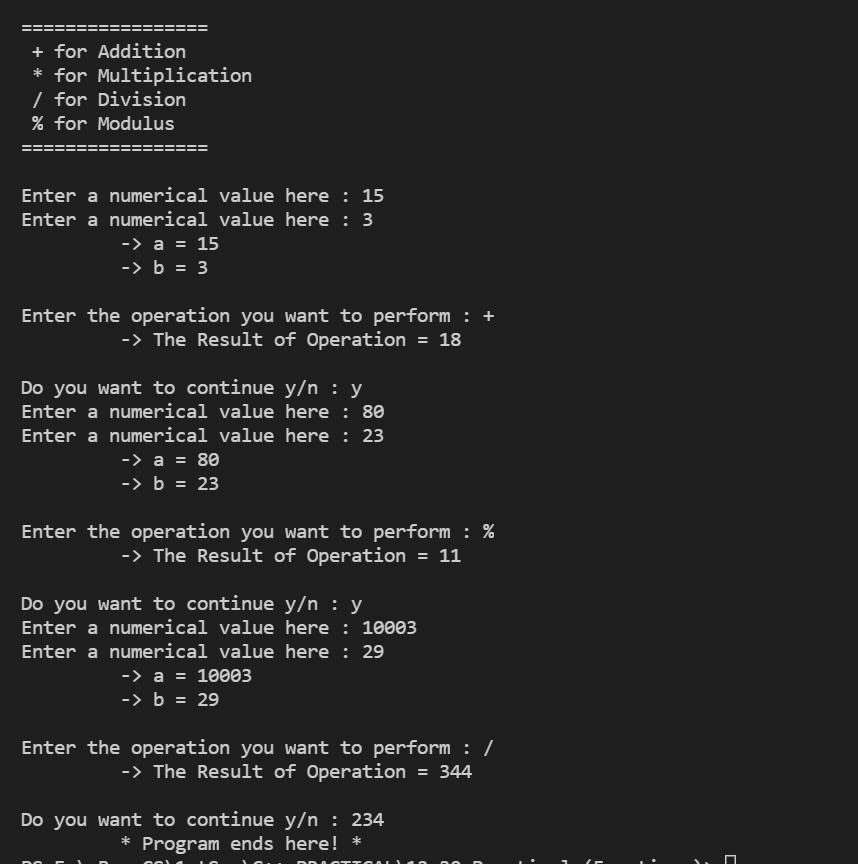 =================
 + for Addition
 * for Multiplication
 / for Division
 % for Modulus
=================

Enter a numerical value here : 15
Enter a numerical value here : 3
         -> a = 15
         -> b = 3

Enter the operation you want to perform : +
         -> The Result of Operation = 18

Do you want to continue y/n : y
Enter a numerical value here : 80
Enter a numerical value here : 23
         -> a = 80
         -> b = 23

Enter the operation you want to perform : %
         -> The Result of Operation = 11

Do you want to continue y/n : y
Enter a numerical value here : 10003
Enter a numerical value here : 29
         -> a = 10003
         -> b = 29

Enter the operation you want to perform : /
         -> The Result of Operation = 344

Do you want to continue y/n : 234
         * Program ends here! *